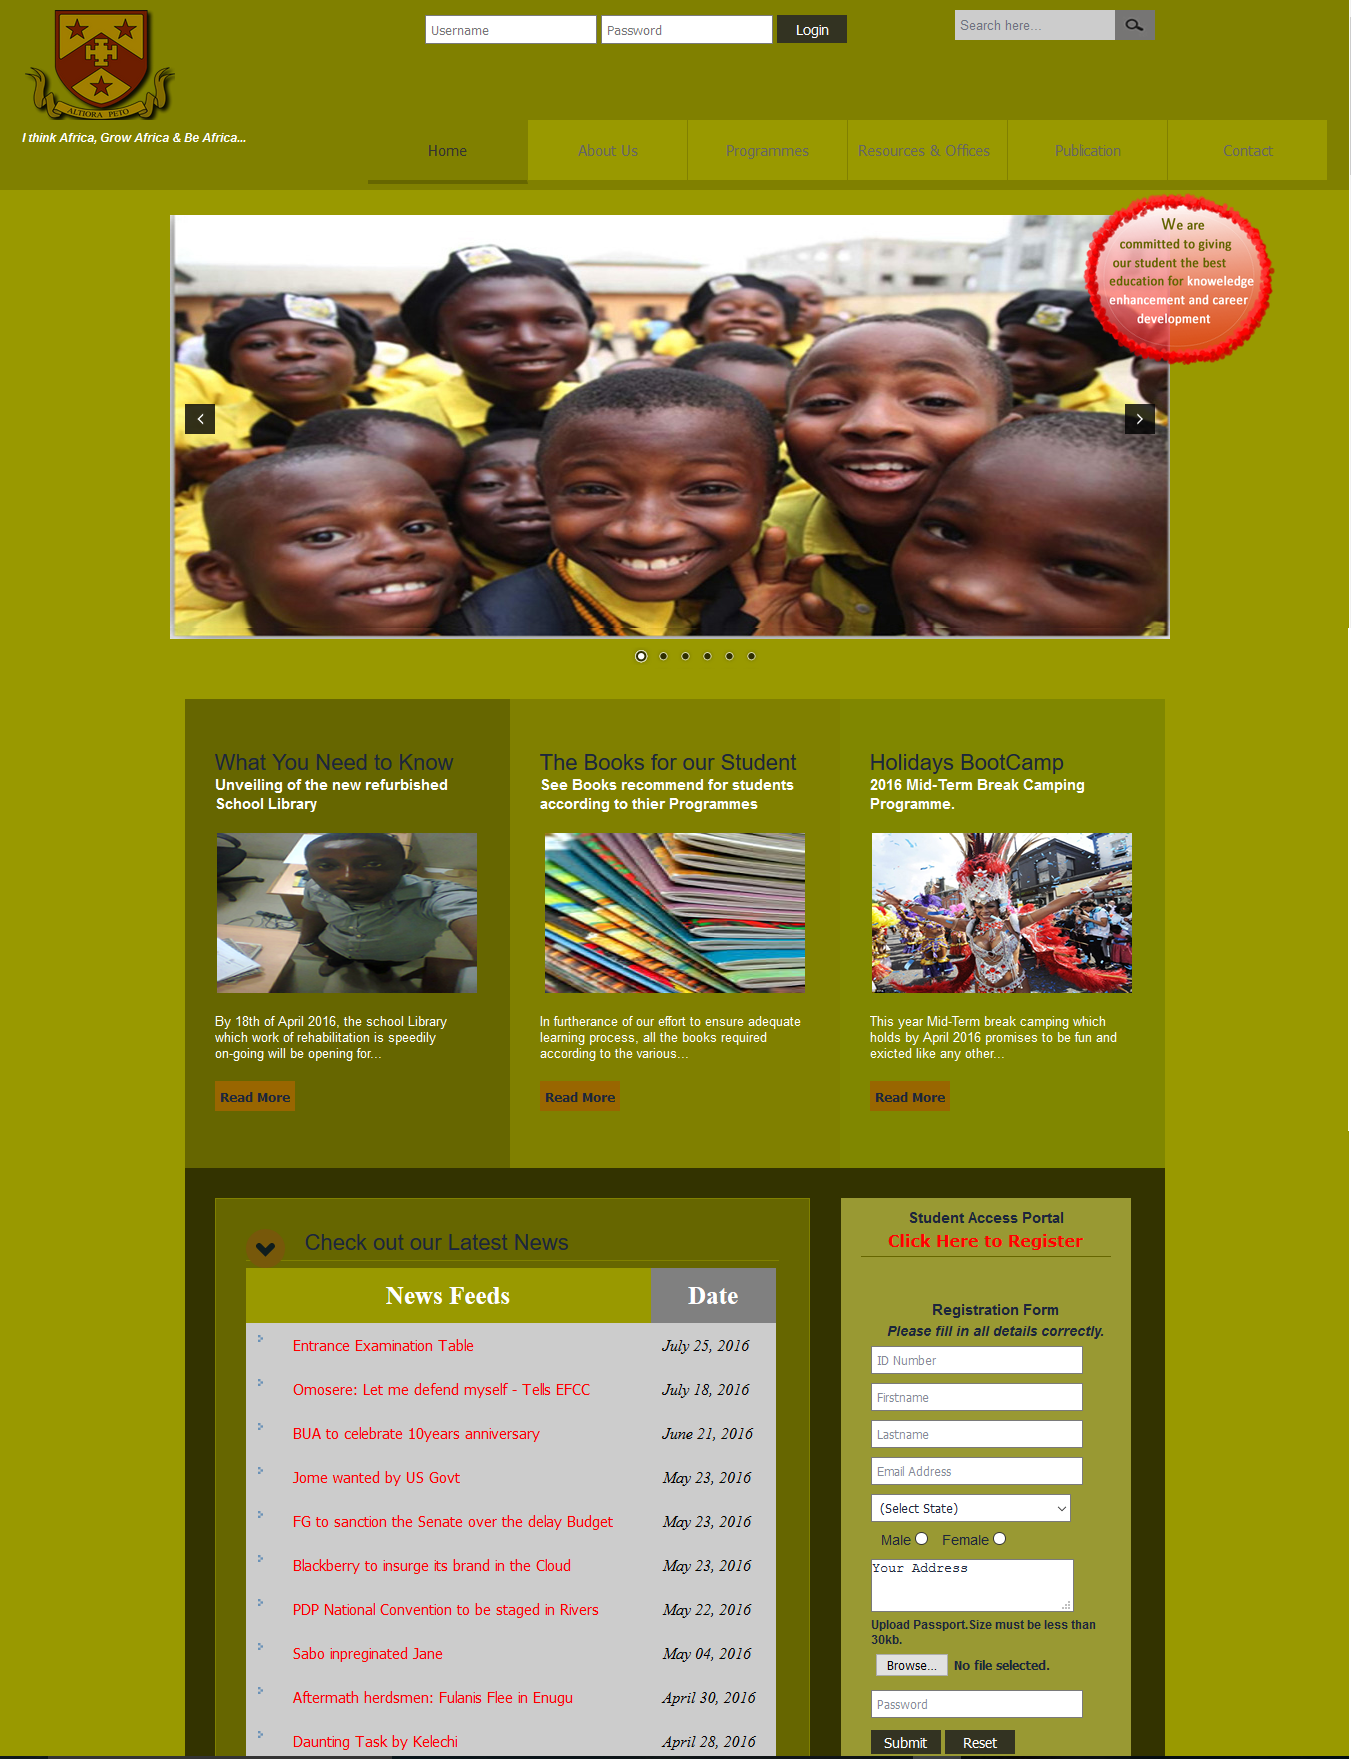 ALTIORA PETO
I think Africa, Grow Africa & Be Africa...
Username
Password
Login
Search here...
Home
About Us
Programmes
Resources & Offices
Publication
Contact
We are
committed to giving
our student the best
education for knoweledge
enhancement and career
development
What You Need to Know
Unveiling of the new refurbished
School Library
By 18th of April 2016, the school Library
which work of rehabilitation is speedily
on-going will be opening for...
Read More
The Books for our Student
See Books recommend for students
according to thier Programmes
In furtherance of our effort to ensure adequate
learning process, all the books required
according to the various...
Read More
Holidays BootCamp
2016 Mid-Term Break Camping
Programme.
This year Mid-Term break camping which
holds by April 2016 promises to be fun and
exicted like any other...
Read More
Check out our Latest News
News Feeds Date
Entrance Examination Table July 25, 2016
Omosere: Let me defend myself - Tells EFCC July 18, 2016
BUA to celebrate 10years anniversary June 21, 2016
Jome wanted by US Govt May 23, 2016
FG to sanction the Senate over the delay Budget May 23, 2016
Blackberry to insurge its brand in the Cloud May 23, 2016
PDP National Convention to be staged in Rivers May 22, 2016
Sabo inpreginated Jane May 04, 2016
Aftermath herdsmen: Fulanis Flee in Enugu April 30, 2016
Daunting Task by Kelechi April 28, 2016
Student Access Portal
Click Here to Register
Registration Form
Please fill in all details correctly.
ID Number
Firstname
Lastname
Email Address
(Select State)
Male Female
Your Address
Upload Passport.Size must be less than
30kb.
Browse... No file selected.
Password
Submit Reset